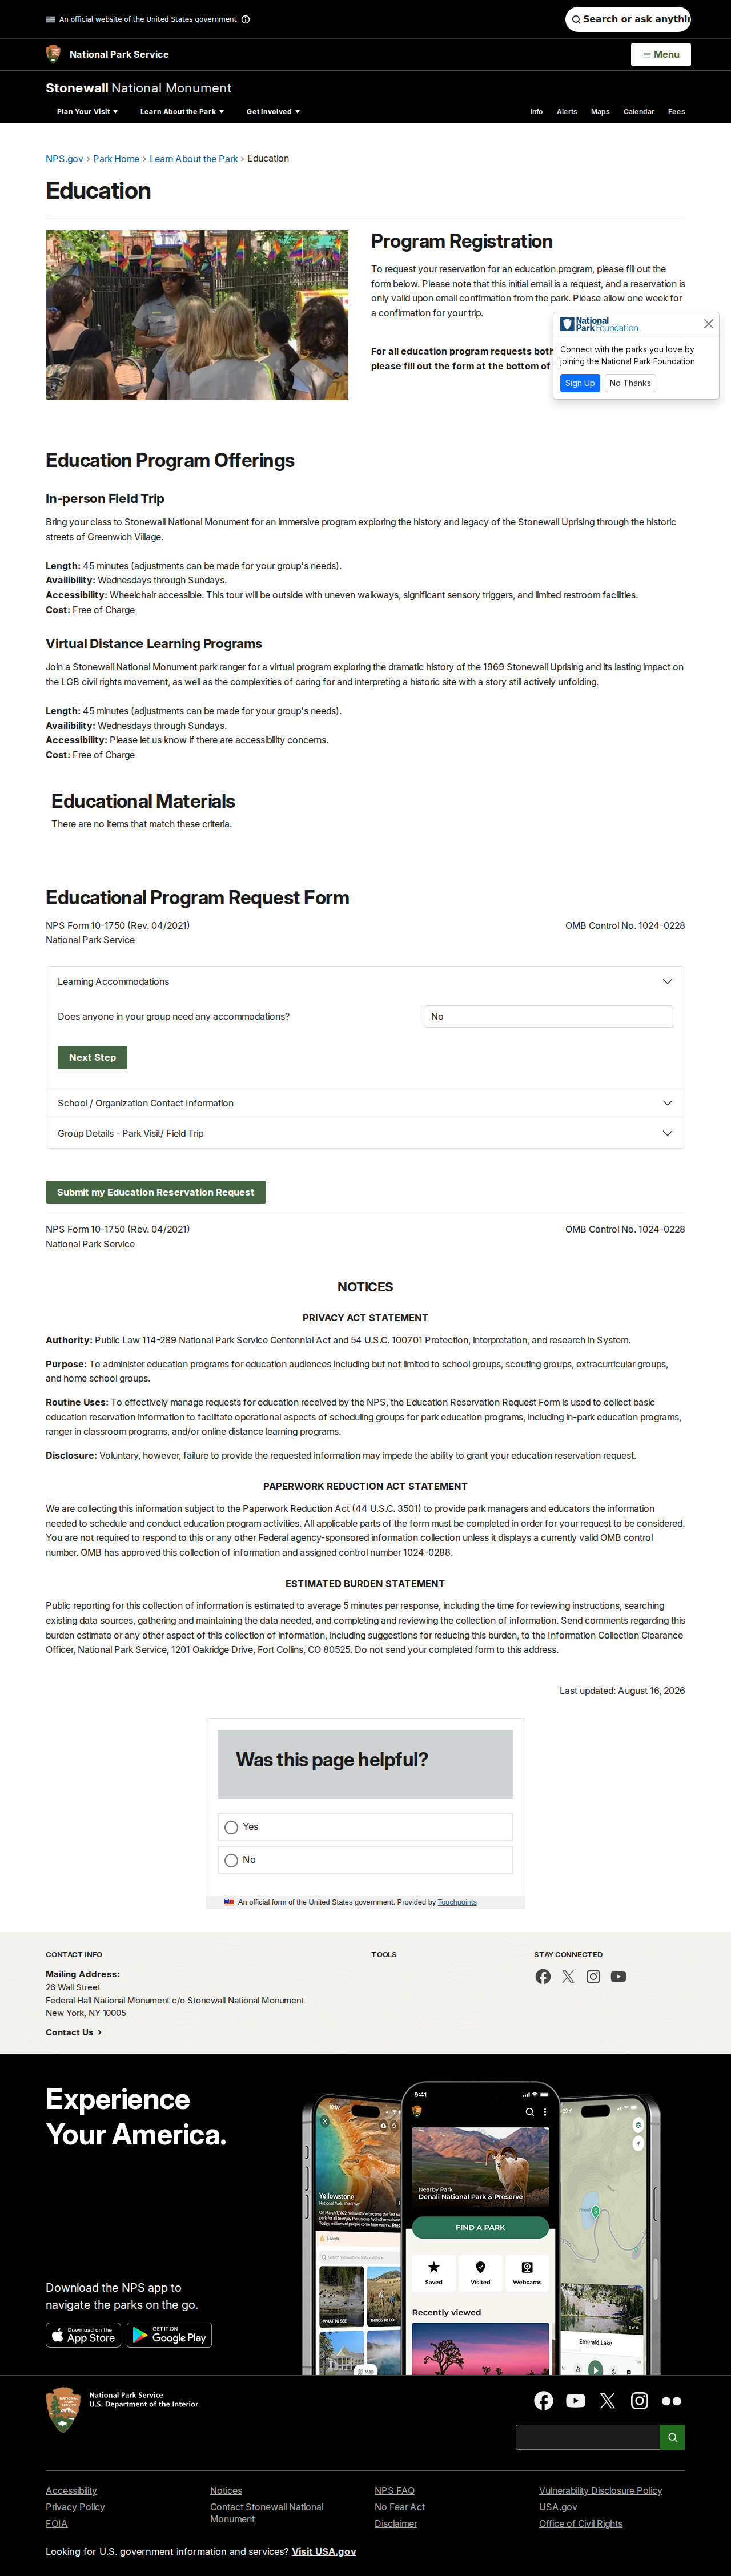 An official website of the United States government
Search or ask anythin
National Park Service
Menu
Stonewall National Monument
Plan Your Visit
Learn About the Park
Get Involved
Info
Alerts
Maps
Calendar
Fees
NPS.gov › Park Home › Learn About the Park › Education
Education
Program Registration
To request your reservation for an education program, please fill out the
form below. Please note that this initial email is a request, and a reservation is
only valid upon email confirmation from the park. Please allow one week for
a confirmation for your trip.
For all education program requests both
please fill out the form at the bottom of
National
Park Foundation
Connect with the parks you love by
joining the National Park Foundation
Sign Up
No Thanks
Education Program Offerings
In-person Field Trip
Bring your class to Stonewall National Monument for an immersive program exploring the history and legacy of the Stonewall Uprising through the historic
streets of Greenwich Village.
Length: 45 minutes (adjustments can be made for your group's needs).
Availibility: Wednesdays through Sundays.
Accessibility: Wheelchair accessible. This tour will be outside with uneven walkways, significant sensory triggers, and limited restroom facilities.
Cost: Free of Charge
Virtual Distance Learning Programs
Join a Stonewall National Monument park ranger for a virtual program exploring the dramatic history of the 1969 Stonewall Uprising and its lasting impact on
the LGB civil rights movement, as well as the complexities of caring for and interpreting a historic site with a story still actively unfolding.
Length: 45 minutes (adjustments can be made for your group's needs).
Availibility: Wednesdays through Sundays.
Accessibility: Please let us know if there are accessibility concerns.
Cost: Free of Charge
Educational Materials
There are no items that match these criteria.
Educational Program Request Form
NPS Form 10-1750 (Rev. 04/2021)
OMB Control No. 1024-0228
National Park Service
Learning Accommodations
Does anyone in your group need any accommodations?
No
Next Step
School / Organization Contact Information
Group Details - Park Visit/ Field Trip
Submit my Education Reservation Request
NPS Form 10-1750 (Rev. 04/2021)
OMB Control No. 1024-0228
National Park Service
NOTICES
PRIVACY ACT STATEMENT
Authority: Public Law 114-289 National Park Service Centennial Act and 54 U.S.C. 100701 Protection, interpretation, and research in System.
Purpose: To administer education programs for education audiences including but not limited to school groups, scouting groups, extracurricular groups,
and home school groups.
Routine Uses: To effectively manage requests for education received by the NPS, the Education Reservation Request Form is used to collect basic
education reservation information to facilitate operational aspects of scheduling groups for park education programs, including in-park education programs,
ranger in classroom programs, and/or online distance learning programs.
Disclosure: Voluntary, however, failure to provide the requested information may impede the ability to grant your education reservation request.
PAPERWORK REDUCTION ACT STATEMENT
We are collecting this information subject to the Paperwork Reduction Act (44 U.S.C. 3501) to provide park managers and educators the information
needed to schedule and conduct education program activities. All applicable parts of the form must be completed in order for your request to be considered.
You are not required to respond to this or any other Federal agency-sponsored information collection unless it displays a currently valid OMB control
number. OMB has approved this collection of information and assigned control number 1024-0288.
ESTIMATED BURDEN STATEMENT
Public reporting for this collection of information is estimated to average 5 minutes per response, including the time for reviewing instructions, searching
existing data sources, gathering and maintaining the data needed, and completing and reviewing the collection of information. Send comments regarding this
burden estimate or any other aspect of this collection of information, including suggestions for reducing this burden, to the Information Collection Clearance
Officer, National Park Service, 1201 Oakridge Drive, Fort Collins, CO 80525. Do not send your completed form to this address.
Last updated: August 16, 2026
Was this page helpful?
Yes
No
An official form of the United States government. Provided by Touchpoints
CONTACT INFO
TOOLS
STAY CONNECTED
Mailing Address:
26 Wall Street
Federal Hall National Monument c/o Stonewall National Monument
New York, NY 10005
Contact Us
Experience
Your America.
9:41
Yellowstone
3 Alerts
WHAT TO SEE
THINGS TO DO
Map
Nearby Park
Denali National Park & Preserve
FIND A PARK
Saved
Visited
Webcams
Recently viewed
Emerald Lake
Download the NPS app to
navigate the parks on the go.
Download on the
App Store
GET IT ON
Google Play
National Park Service
U.S. Department of the Interior
Accessibility
Privacy Policy
FOIA
Notices
Contact Stonewall National
Monument
NPS FAQ
No Fear Act
Disclaimer
Vulnerability Disclosure Policy
USA.gov
Office of Civil Rights
Looking for U.S. government information and services? Visit USA.gov